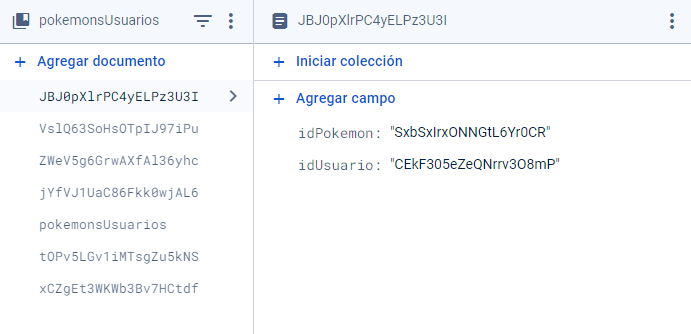 pokemonsUsuarios
Agregar documento
JBJ0pXlrPC4yELPz3U3I
VslQ63SoHsOTpIJ97iPu
ZWeV5g6GrwAXfAl36yhc
jYfVJ1UaC86Fkk0wjAL6
pokemonsUsuarios
tOPv5LGv1iMTsgZu5kNS
xCZgEt3WKWb3Bv7HCtdf
JBJ0pXlrPC4yELPz3U3I
Iniciar colección
Agregar campo
idPokemon: "SxbSxIrxONNGtL6Yr0CR"
idUsuario: "CEkF305eZeQNrrv3O8mP"